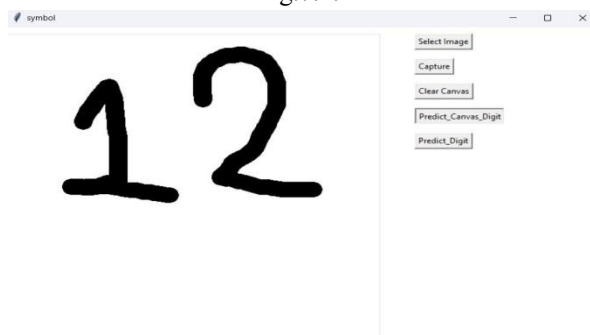 symbol
Select Image
Capture
Clear Canvas
Predict_Canvas_Digit
Predict_Digit
12